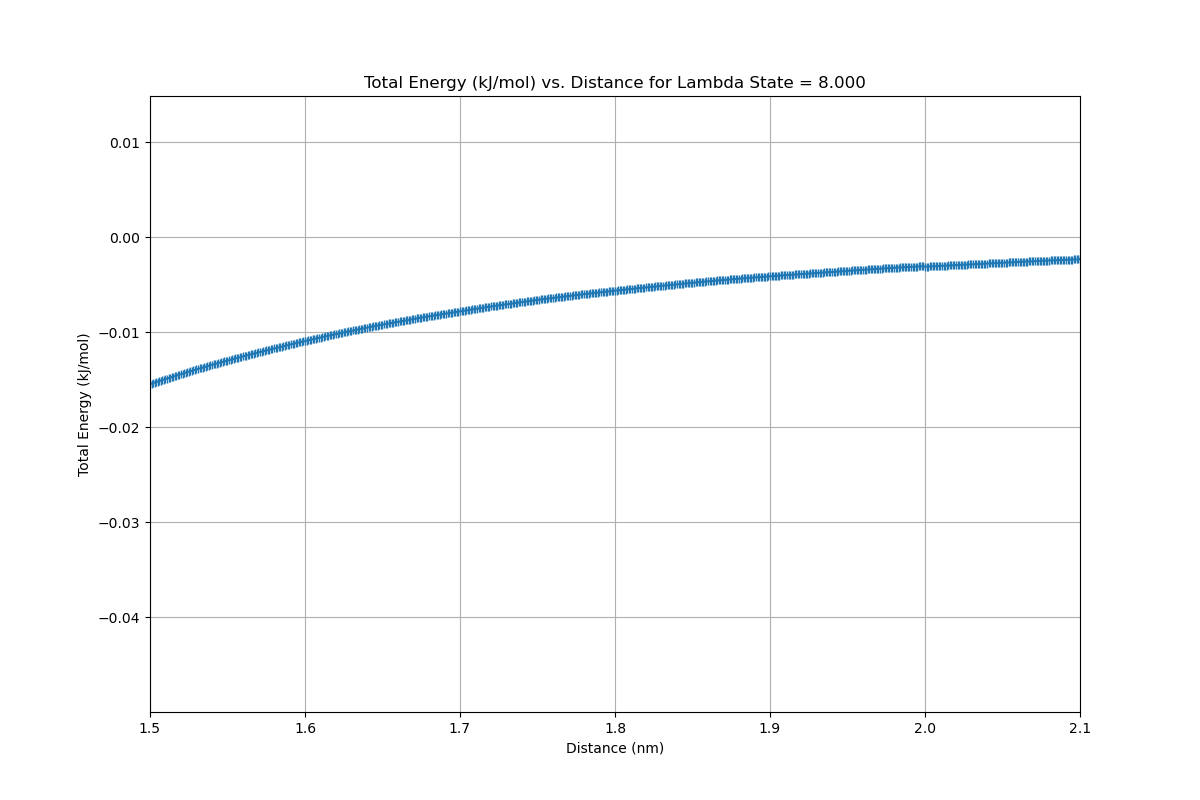 Total Energy (kJ/mol) vs. Distance for Lambda State = 8.000
0.01
0.00
−0.01
−0.02
−0.03
−0.04
Total Energy (kJ/mol)
1.5 1.6 1.7 1.8 1.9 2.0 2.1
Distance (nm)